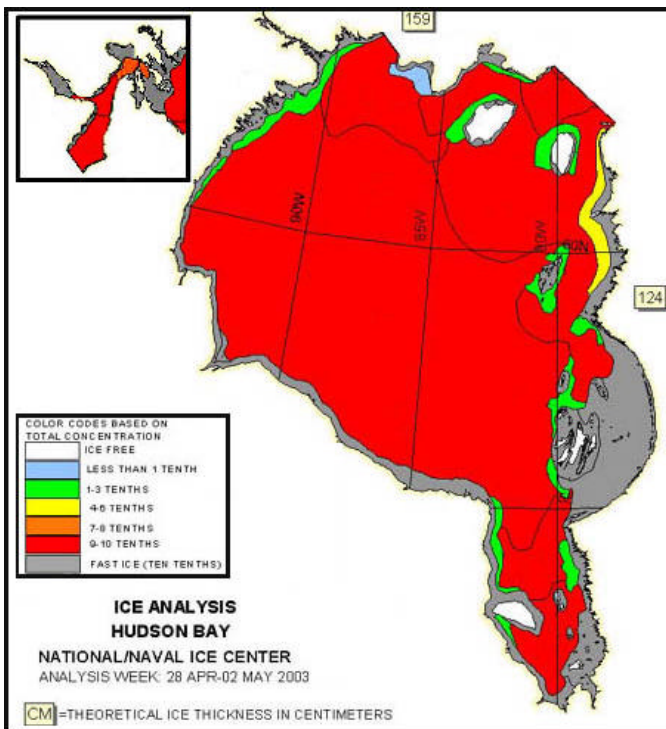 159
90W
85W
80W
60N
124
COLOR CODES BASED ON
TOTAL CONCENTRATION
ICE FREE
LESS THAN 1 TENTH
1-3 TENTHS
4-6 TENTHS
7-8 TENTHS
9-10 TENTHS
FAST ICE (TEN TENTHS)
ICE ANALYSIS
HUDSON BAY
NATIONAL/NAVAL ICE CENTER
ANALYSIS WEEK: 28 APR-02 MAY 2003
CM =THEORETICAL ICE THICKNESS IN CENTIMETERS